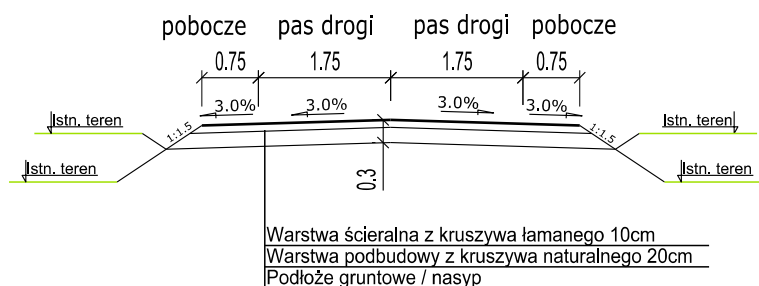 pobocze pas drogi pas drogi pobocze
0.75 1.75 1.75 0.75
3.0% 3.0% 3.0% 3.0%
Istn. teren 1:1.5 1:1.5 Istn. teren
Istn. teren Istn. teren
0.3
Warstwa ścieralna z kruszywa łamanego 10cm
Warstwa podbudowy z kruszywa naturalnego 20cm
Podłoże gruntowe / nasyp